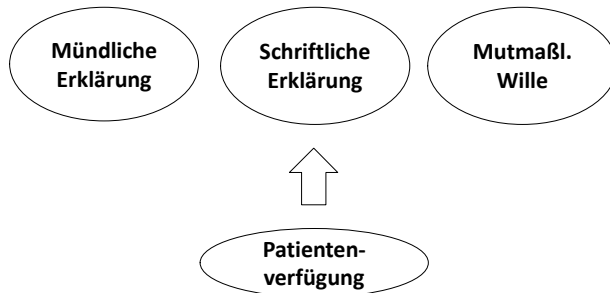 Mündliche
Erklärung
Schriftliche
Erklärung
Mutmaßl.
Wille
Patienten-
verfügung